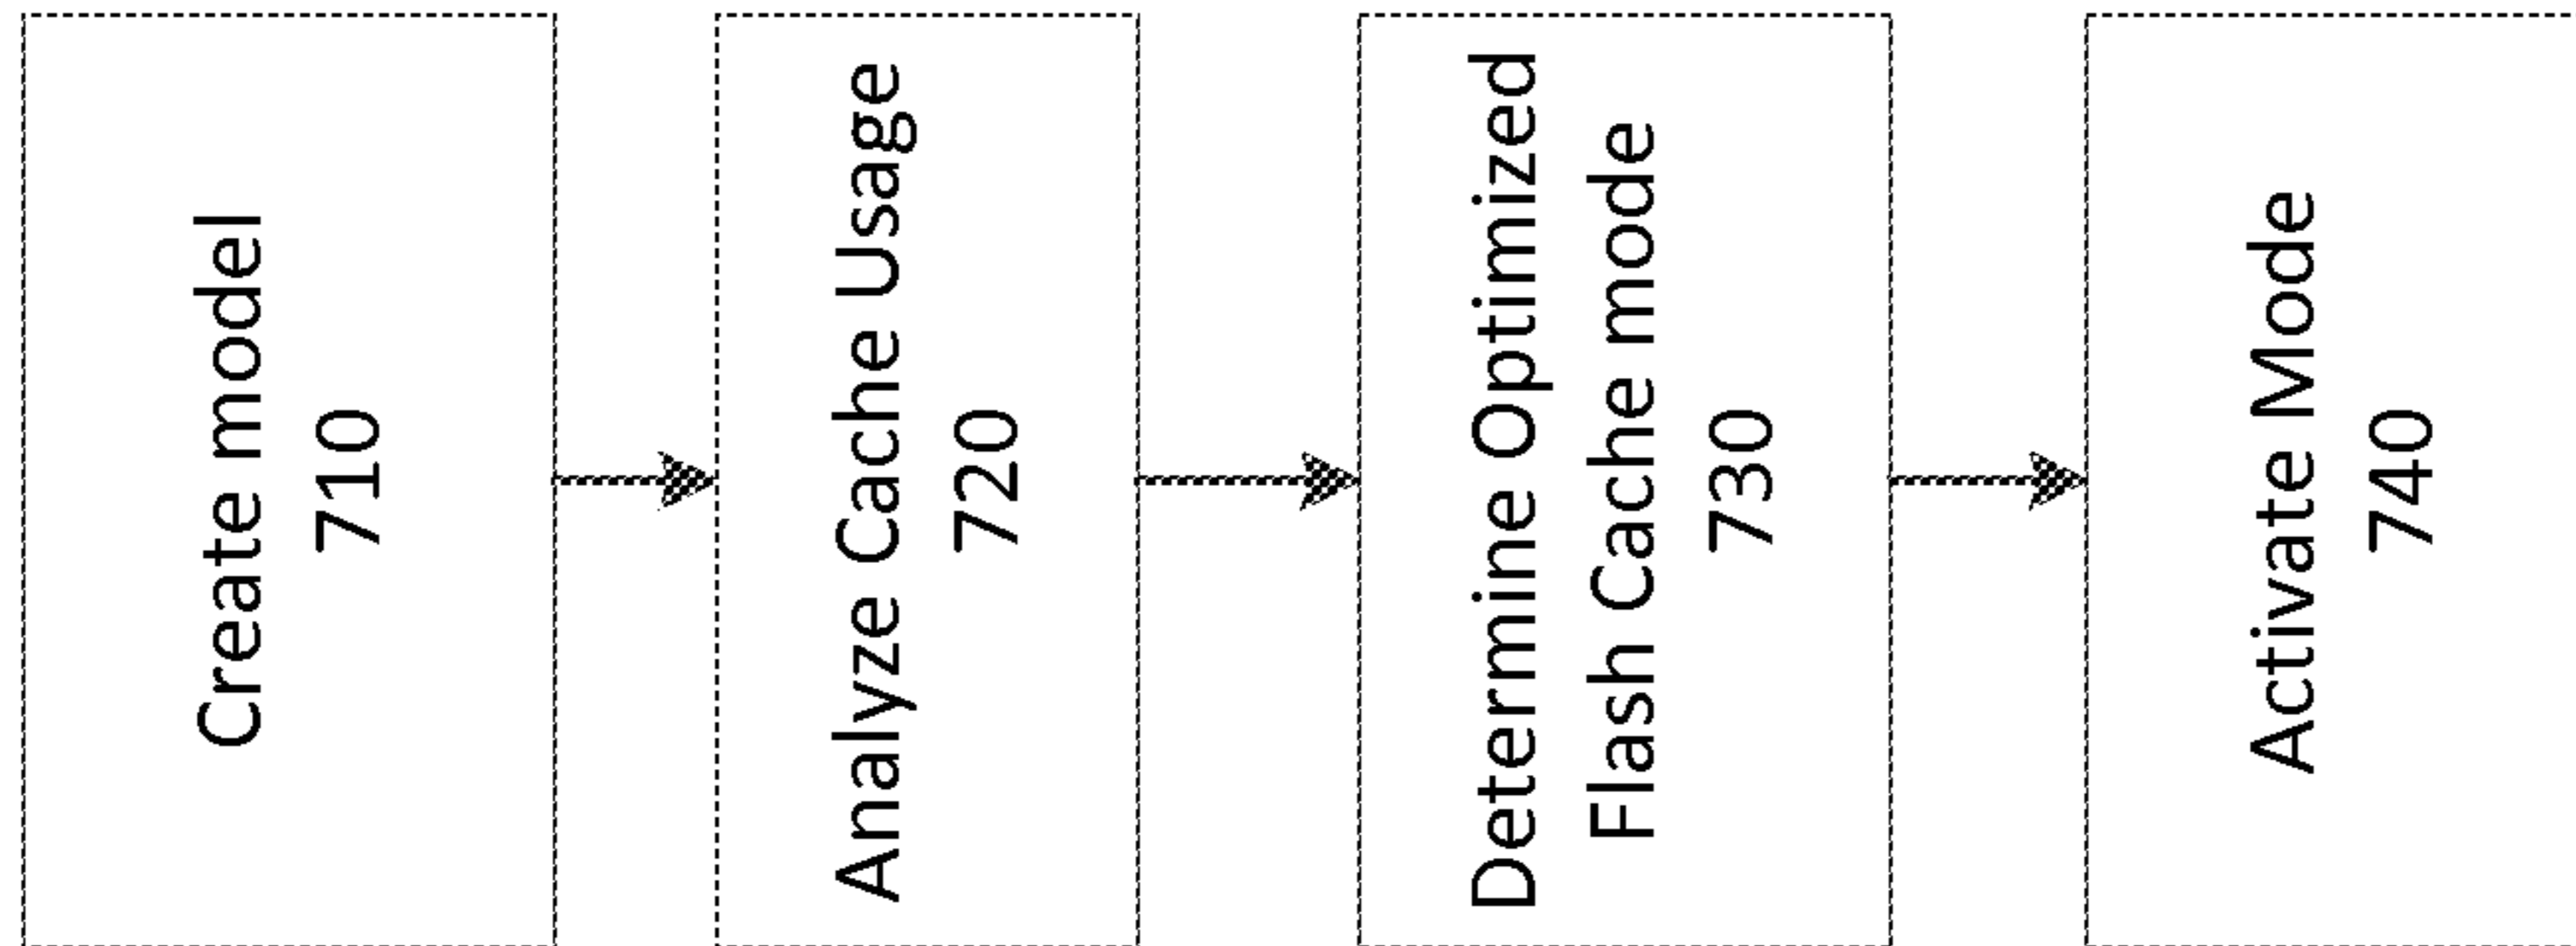 Create model
710
Analyze Cache Usage
720
Determine Optimized
Flash Cache mode
730
Activate Mode
740